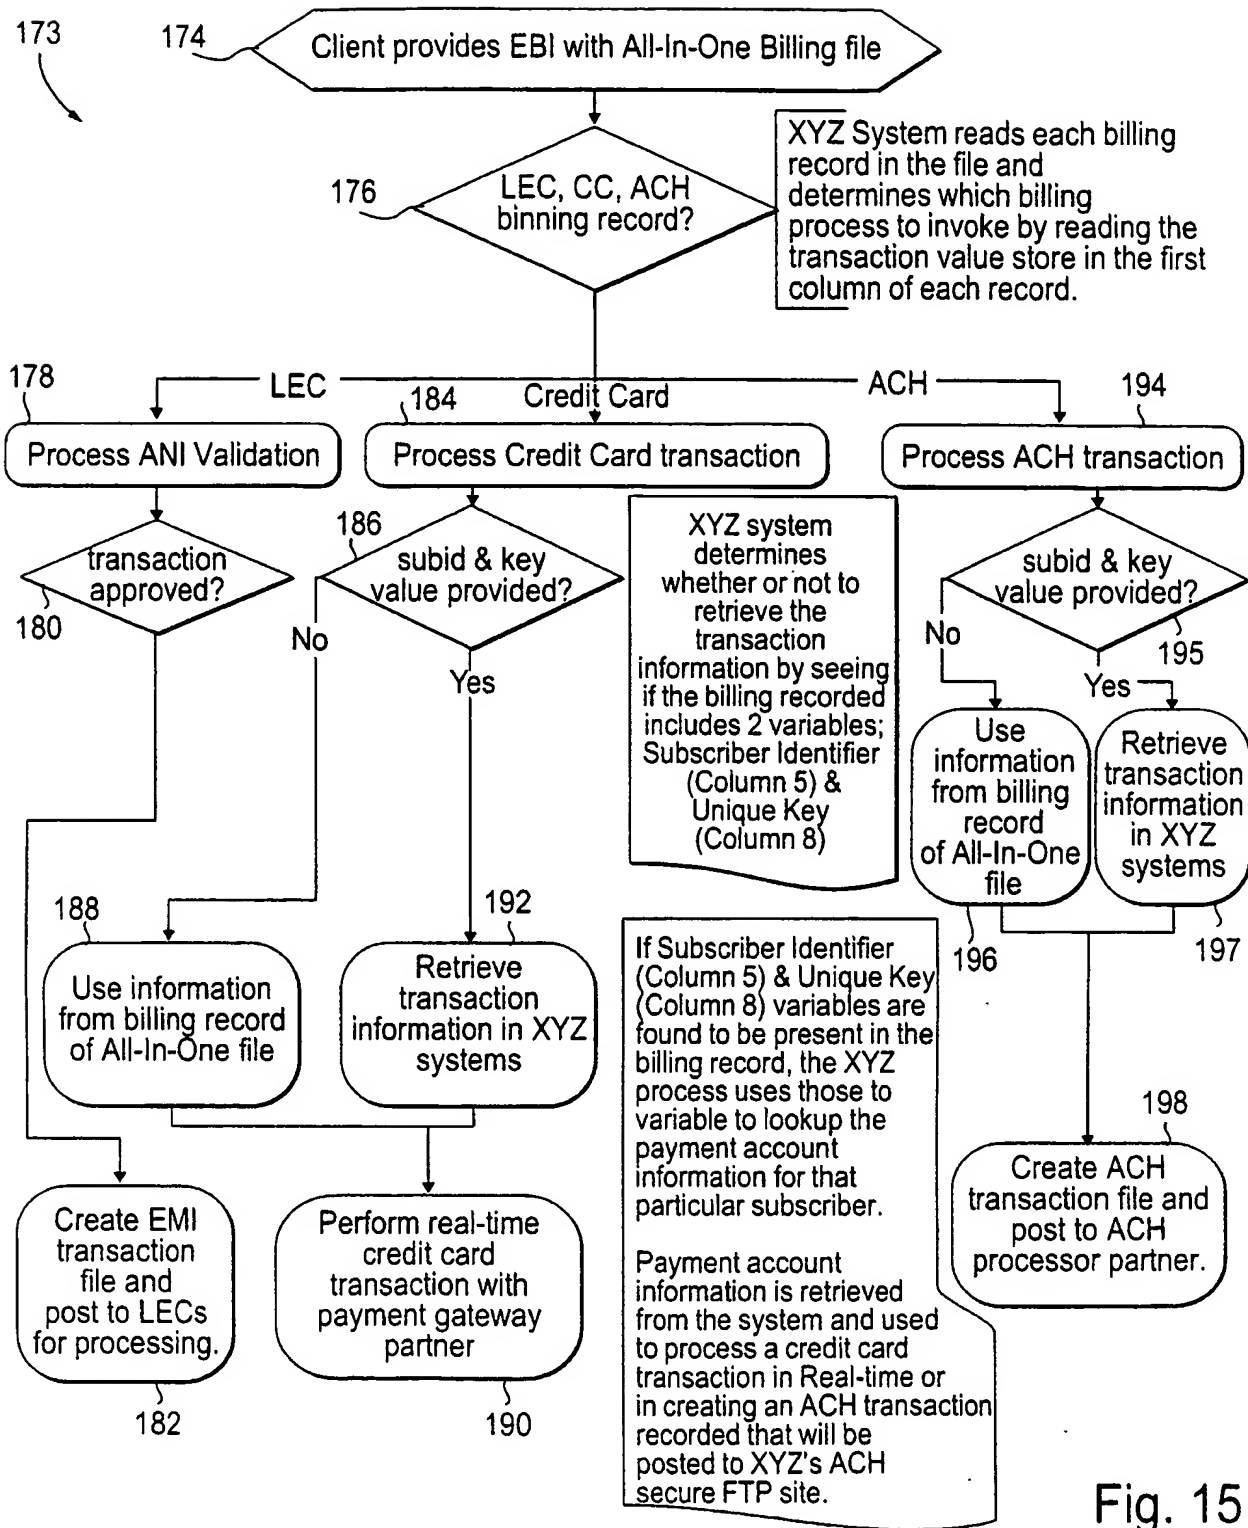 173
174
Client provides EBI with All-In-One Billing file
176
LEC, CC, ACH
binning record?
XYZ System reads each billing
record in the file and
determines which billing
process to invoke by reading the
transaction value store in the first
column of each record.
LEC
Credit Card
ACH
178
Process ANI Validation
184
Process Credit Card transaction
194
Process ACH transaction
transaction
approved?
180
186
subid & key
value provided?
No
Yes
XYZ system
determines
whether or not to
retrieve the
transaction
information by seeing
if the billing recorded
includes 2 variables;
Subscriber Identifier
(Column 5) &
Unique Key
(Column 8)
subid & key
value provided?
195
No
Yes
Use
information
from billing
record
of All-In-One
file
196
Retrieve
transaction
information
in XYZ
systems
197
188
Use information
from billing record
of All-In-One file
192
Retrieve
transaction
information in XYZ
systems
If Subscriber Identifier
(Column 5) & Unique Key
(Column 8) variables are
found to be present in the
billing record, the XYZ
process uses those to
variable to lookup the
payment account
information for that
particular subscriber.
Payment account
information is retrieved
from the system and used
to process a credit card
transaction in Real-time or
in creating an ACH transaction
recorded that will be
posted to XYZ's ACH
secure FTP site.
198
Create ACH
transaction file and
post to ACH
processor partner.
Create EMI
transaction
file and
post to LECs
for processing.
182
Perform real-time
credit card
transaction with
payment gateway
partner
190
Fig. 15